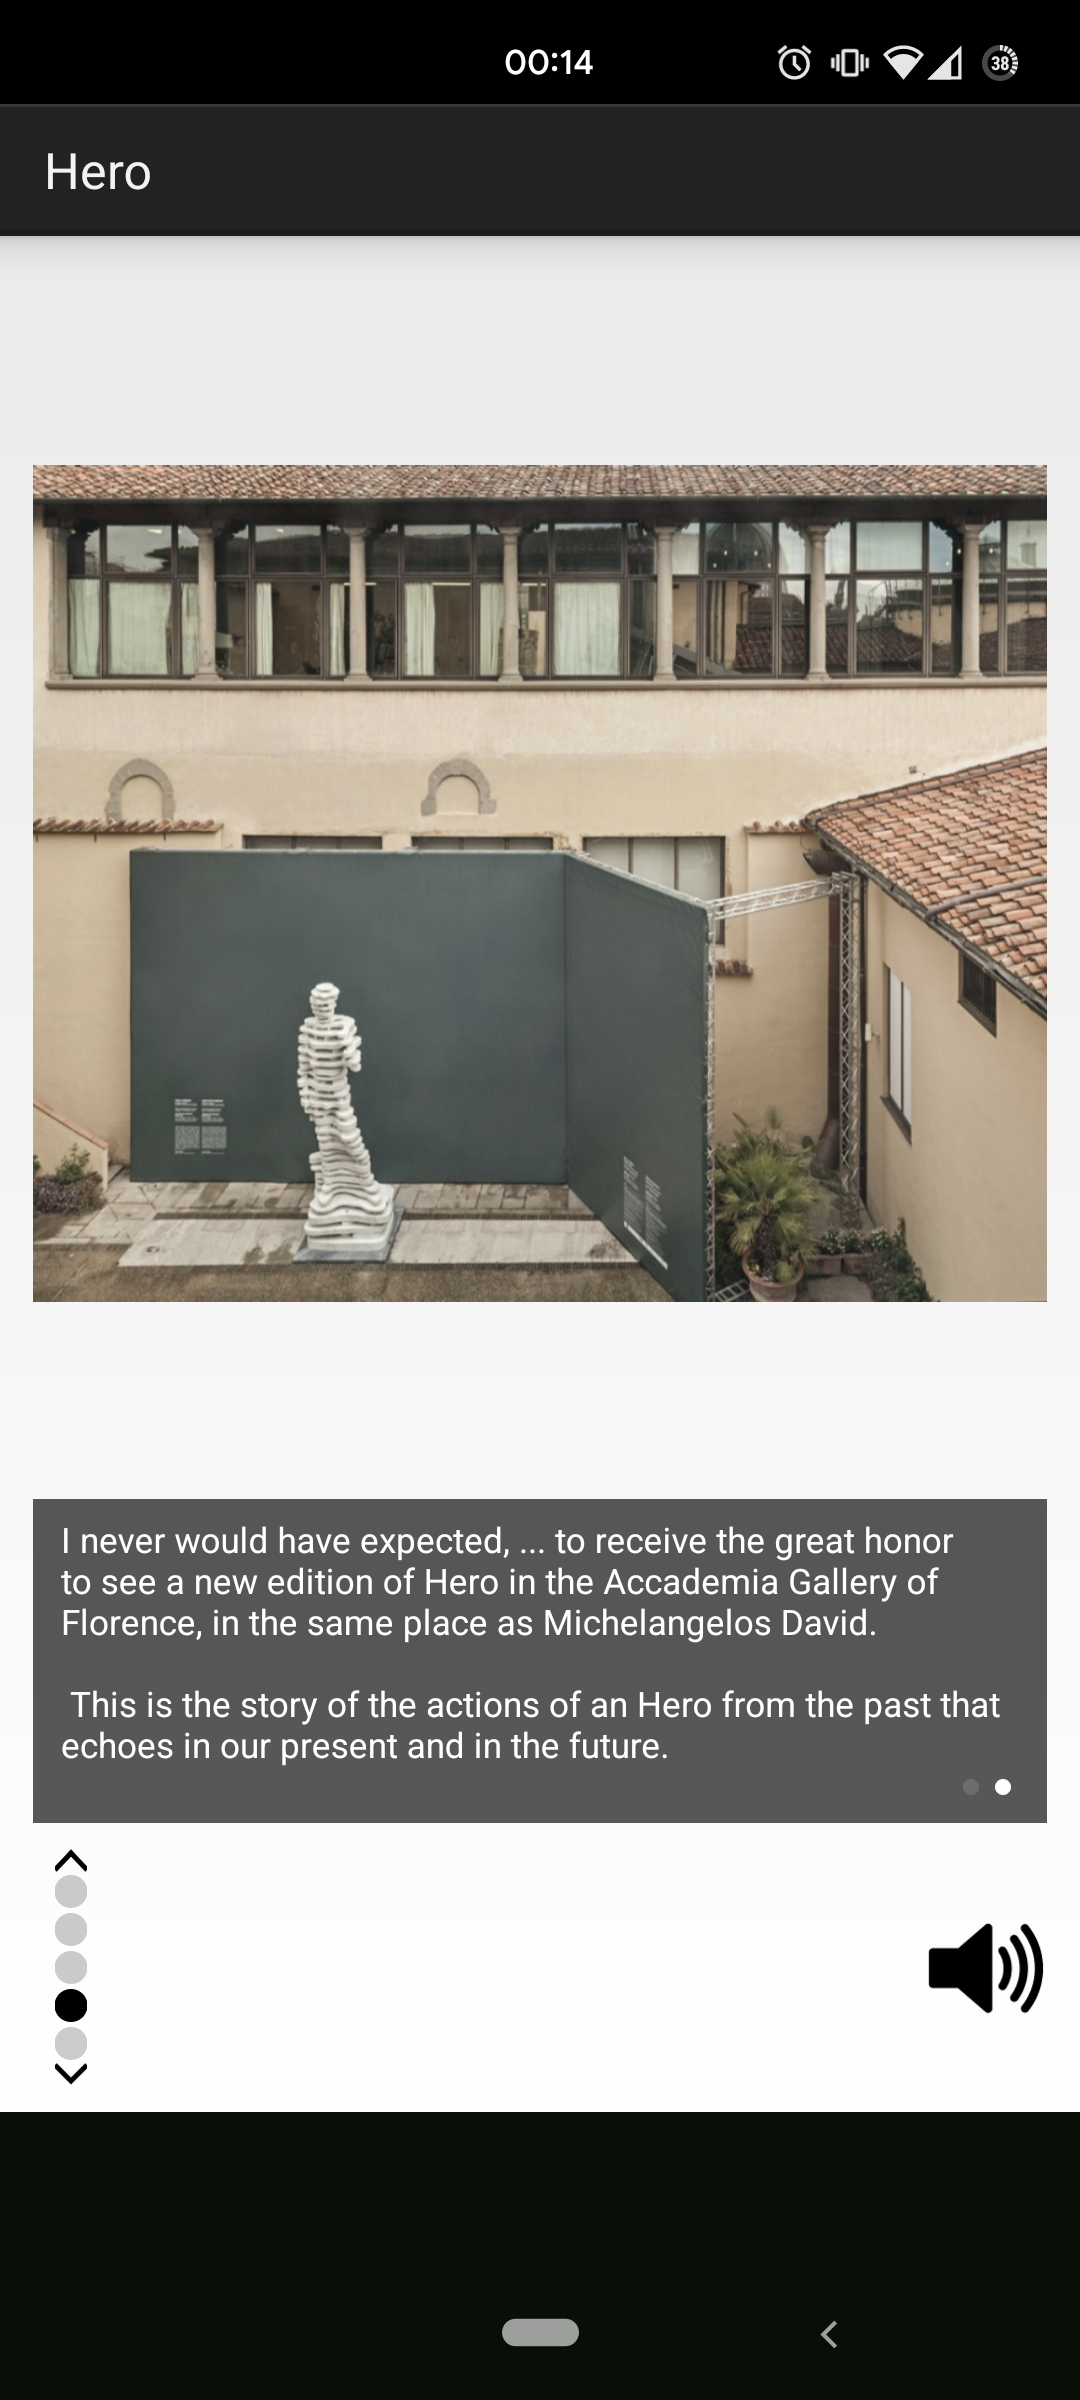 00:14
38
Hero
I never would have expected, ... to receive the great honor
to see a new edition of Hero in the Accademia Gallery of
Florence, in the same place as Michelangelos David.
This is the story of the actions of an Hero from the past that
echoes in our present and in the future.